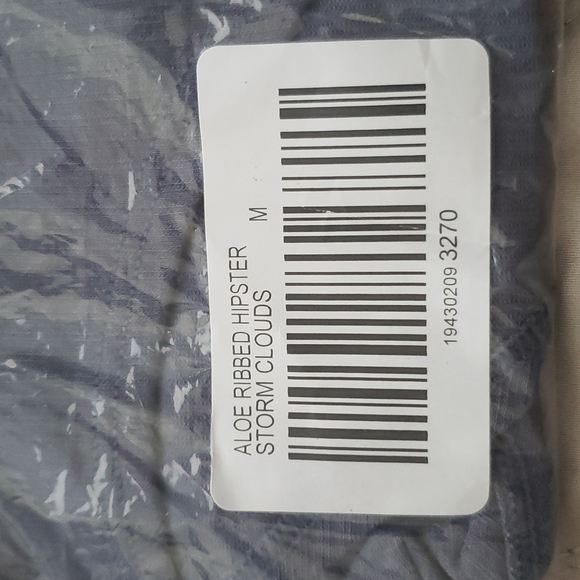 ALOE RIBBED HIPSTER
STORM CLOUDS
M
19430209 3270